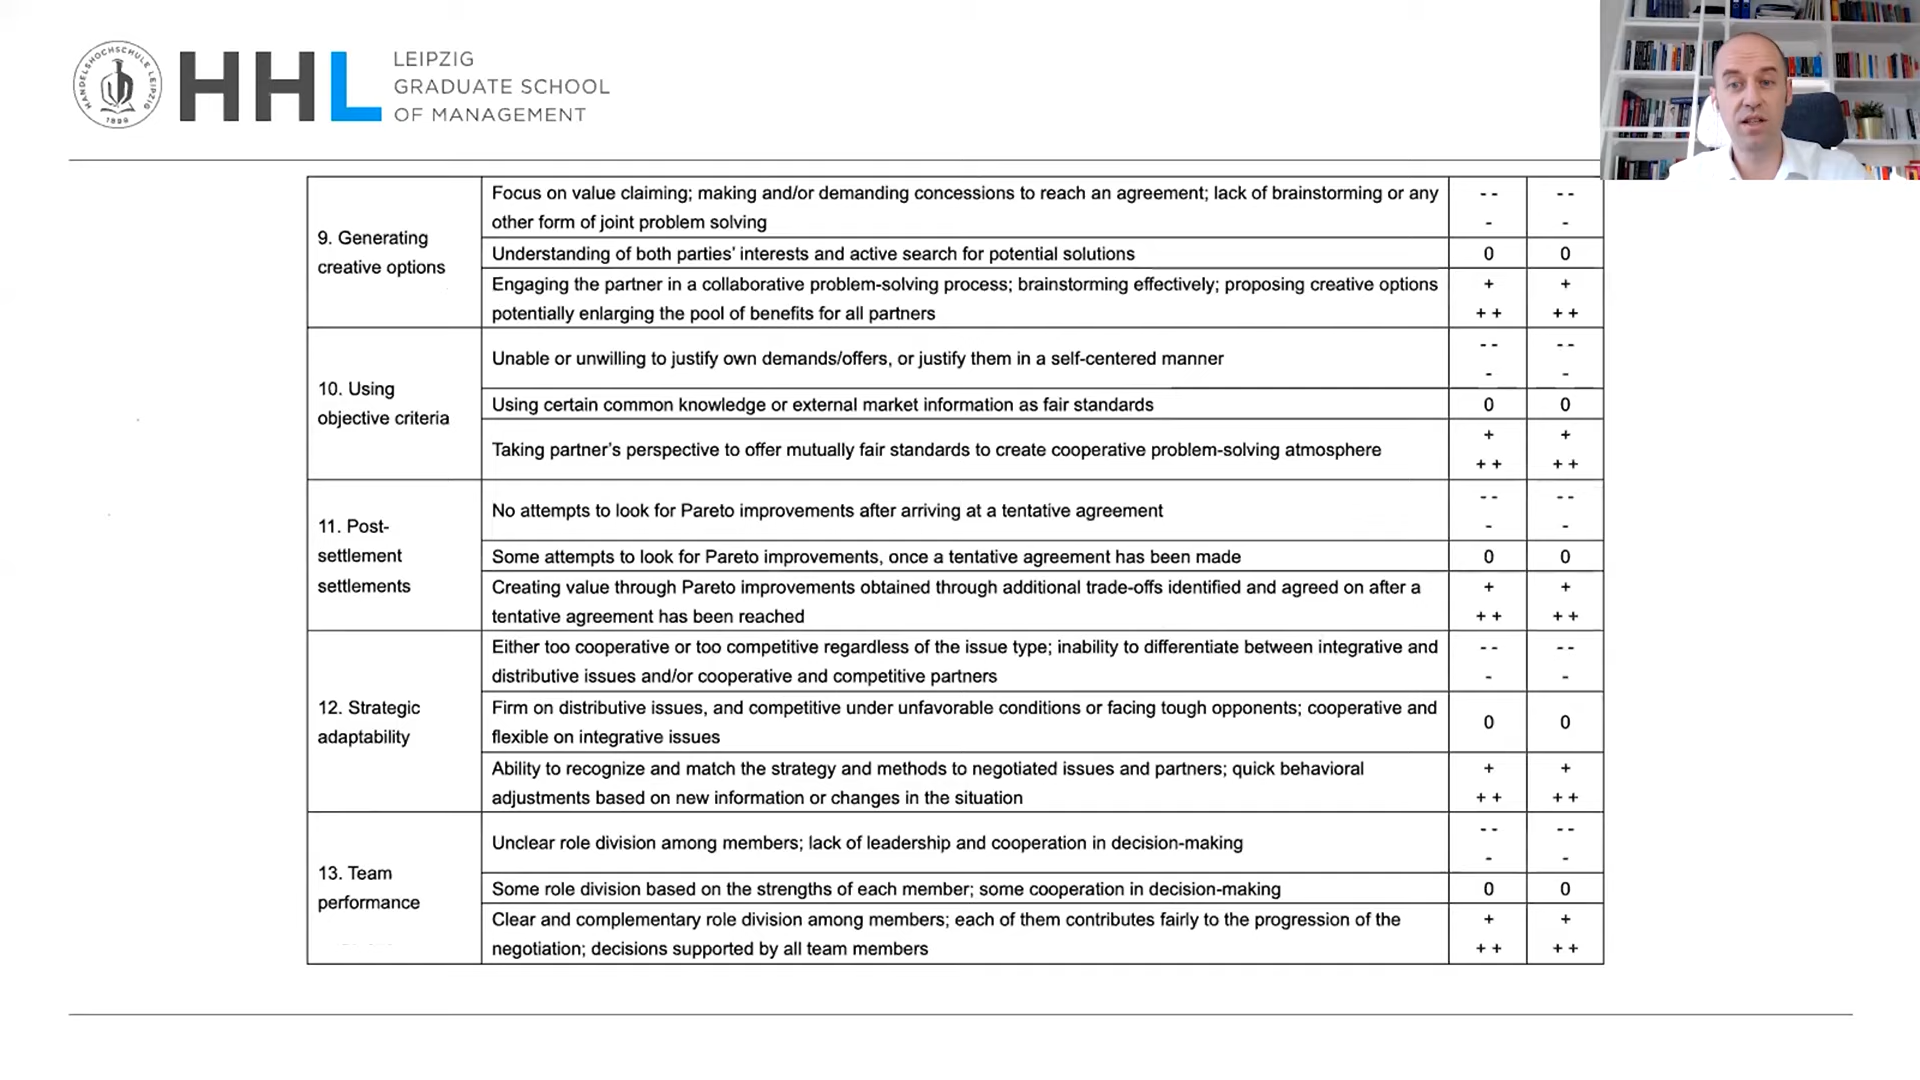 HANDELSHOCHSCHULE LEIPZIG
1898
HHL
LEIPZIG
GRADUATE SCHOOL
OF MANAGEMENT
9. Generating
creative options
Focus on value claiming; making and/or demanding concessions to reach an agreement; lack of brainstorming or any
other form of joint problem solving
- - - -
- -
Understanding of both parties' interests and active search for potential solutions
0 0
Engaging the partner in a collaborative problem-solving process; brainstorming effectively; proposing creative options
potentially enlarging the pool of benefits for all partners
+ +
+ + + +
10. Using
objective criteria
Unable or unwilling to justify own demands/offers, or justify them in a self-centered manner
- - - -
- -
Using certain common knowledge or external market information as fair standards
0 0
Taking partner's perspective to offer mutually fair standards to create cooperative problem-solving atmosphere
+ +
+ + + +
11. Post-
settlement
settlements
No attempts to look for Pareto improvements after arriving at a tentative agreement
- - - -
- -
Some attempts to look for Pareto improvements, once a tentative agreement has been made
0 0
Creating value through Pareto improvements obtained through additional trade-offs identified and agreed on after a
tentative agreement has been reached
+ +
+ + + +
12. Strategic
adaptability
Either too cooperative or too competitive regardless of the issue type; inability to differentiate between integrative and
distributive issues and/or cooperative and competitive partners
- - - -
- -
Firm on distributive issues, and competitive under unfavorable conditions or facing tough opponents; cooperative and
flexible on integrative issues
0 0
Ability to recognize and match the strategy and methods to negotiated issues and partners; quick behavioral
adjustments based on new information or changes in the situation
+ +
+ + + +
13. Team
performance
Unclear role division among members; lack of leadership and cooperation in decision-making
- - - -
- -
Some role division based on the strengths of each member; some cooperation in decision-making
0 0
Clear and complementary role division among members; each of them contributes fairly to the progression of the
negotiation; decisions supported by all team members
+ +
+ + + +